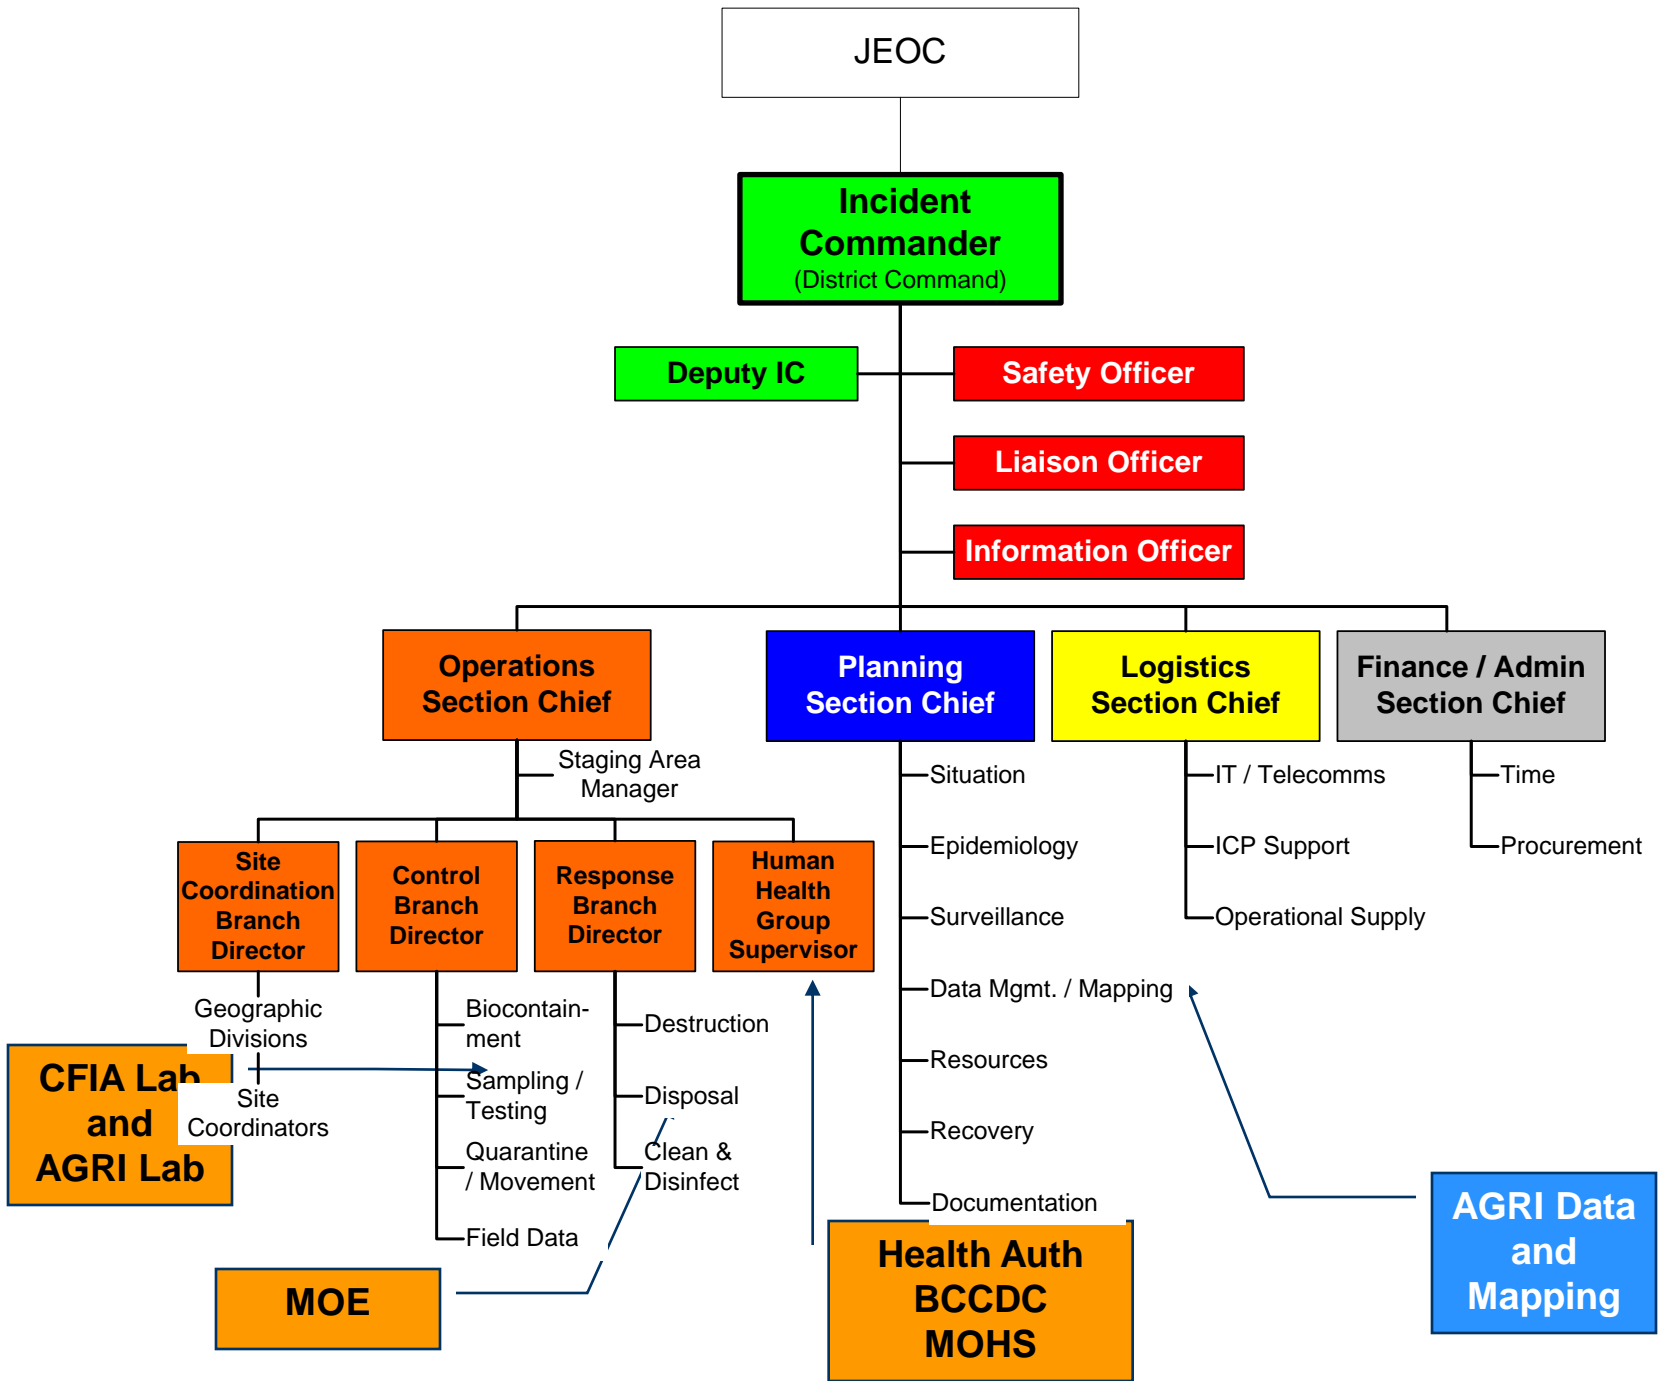 JEOC
Incident
Commander
(District Command)
Deputy IC
Safety Officer
Liaison Officer
Information Officer
Operations
Section Chief
Planning
Section Chief
Logistics
Section Chief
Finance / Admin
Section Chief
Staging Area
Manager
Site
Coordination
Branch
Director
Control
Branch
Director
Response
Branch
Director
Human
Health
Group
Supervisor
Geographic
Divisions
Site
Coordinators
Biocontain-
ment
Sampling /
Testing
Quarantine
/ Movement
Field Data
Destruction
Disposal
Clean &
Disinfect
Situation
Epidemiology
Surveillance
Data Mgmt. / Mapping
Resources
Recovery
Documentation
IT / Telecomms
ICP Support
Operational Supply
Time
Procurement
CFIA Lab
and
AGRI Lab
MOE
Health Auth
BCCDC
MOHS
AGRI Data
and
Mapping